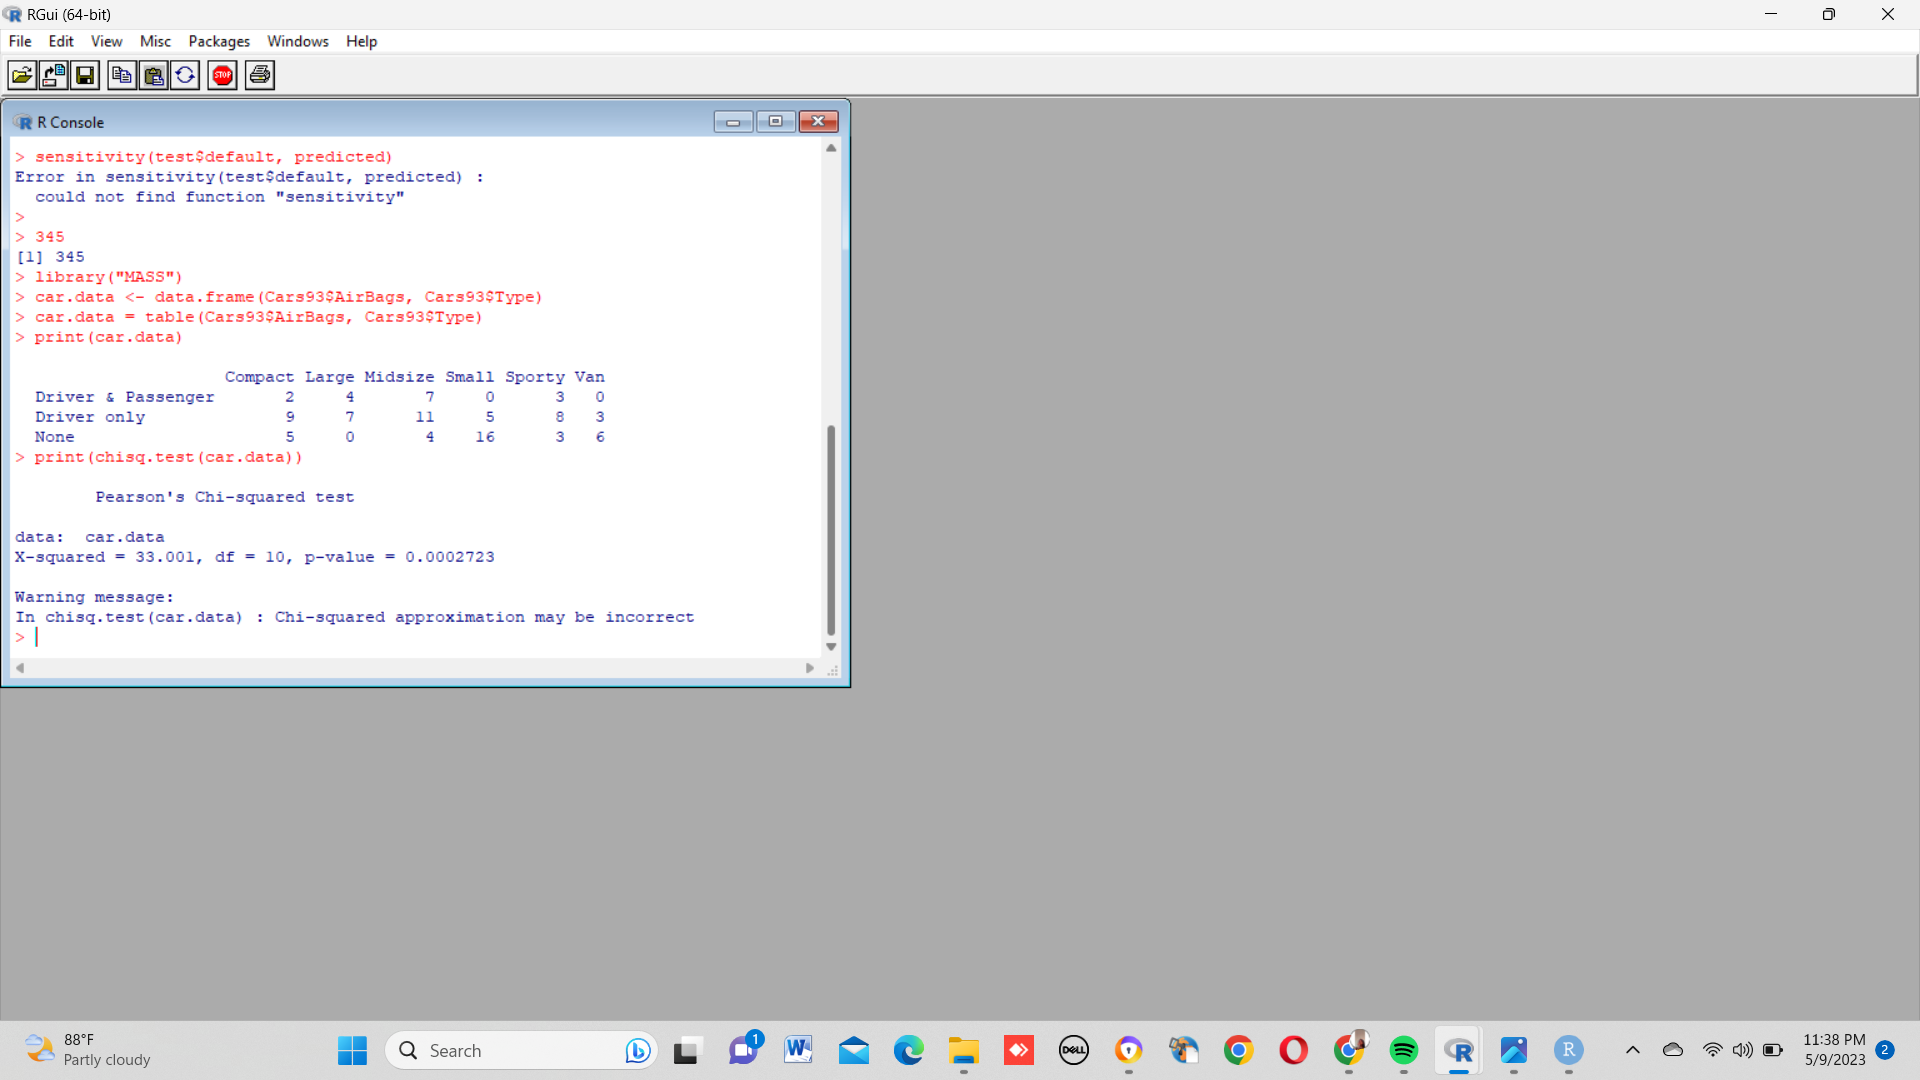 RGui (64-bit)
File Edit View Misc Packages Windows Help
STOP
R Console
> sensitivity(test$default, predicted)
Error in sensitivity(test$default, predicted) :
  could not find function "sensitivity"
>
> 345
[1] 345
> library("MASS")
> car.data <- data.frame(Cars93$AirBags, Cars93$Type)
> car.data = table(Cars93$AirBags, Cars93$Type)
> print(car.data)
                     Compact Large Midsize Small Sporty Van
  Driver & Passenger       2     4       7     0      3   0
  Driver only              9     7      11     5      8   3
  None                     5     0       4    16      3   6
> print(chisq.test(car.data))
        Pearson's Chi-squared test
data:  car.data
X-squared = 33.001, df = 10, p-value = 0.0002723
Warning message:
In chisq.test(car.data) : Chi-squared approximation may be incorrect
>
88°F
Partly cloudy
Search
1
W
DELL
R
R
11:38 PM
5/9/2023
2